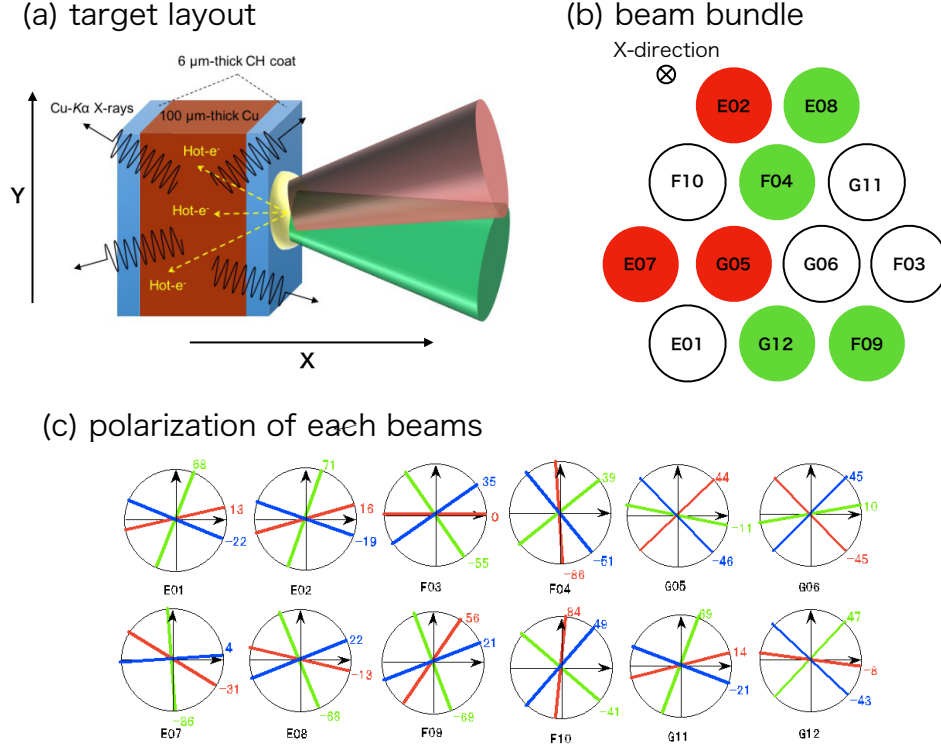 (a) target layout
6 μm-thick CH coat
Cu-Kα X-rays
100 μm-thick Cu
Hot-e-
Hot-e-
Hot-e-
Y
X
(b) beam bundle
X-direction
E02 E08
F10 F04 G11
E07 G05 G06 F03
E01 G12 F09
(c) polarization of each beams
68 13 -22
E01
71 16 -19
E02
35 0 -55
F03
39 -51 -86
F04
44 -11 -46
G05
45 10 -45
G06
4 -31 -86
E07
22 -13 -68
E08
56 21 -69
F09
84 49 -41
F10
69 14 -21
G11
47 -8 -43
G12